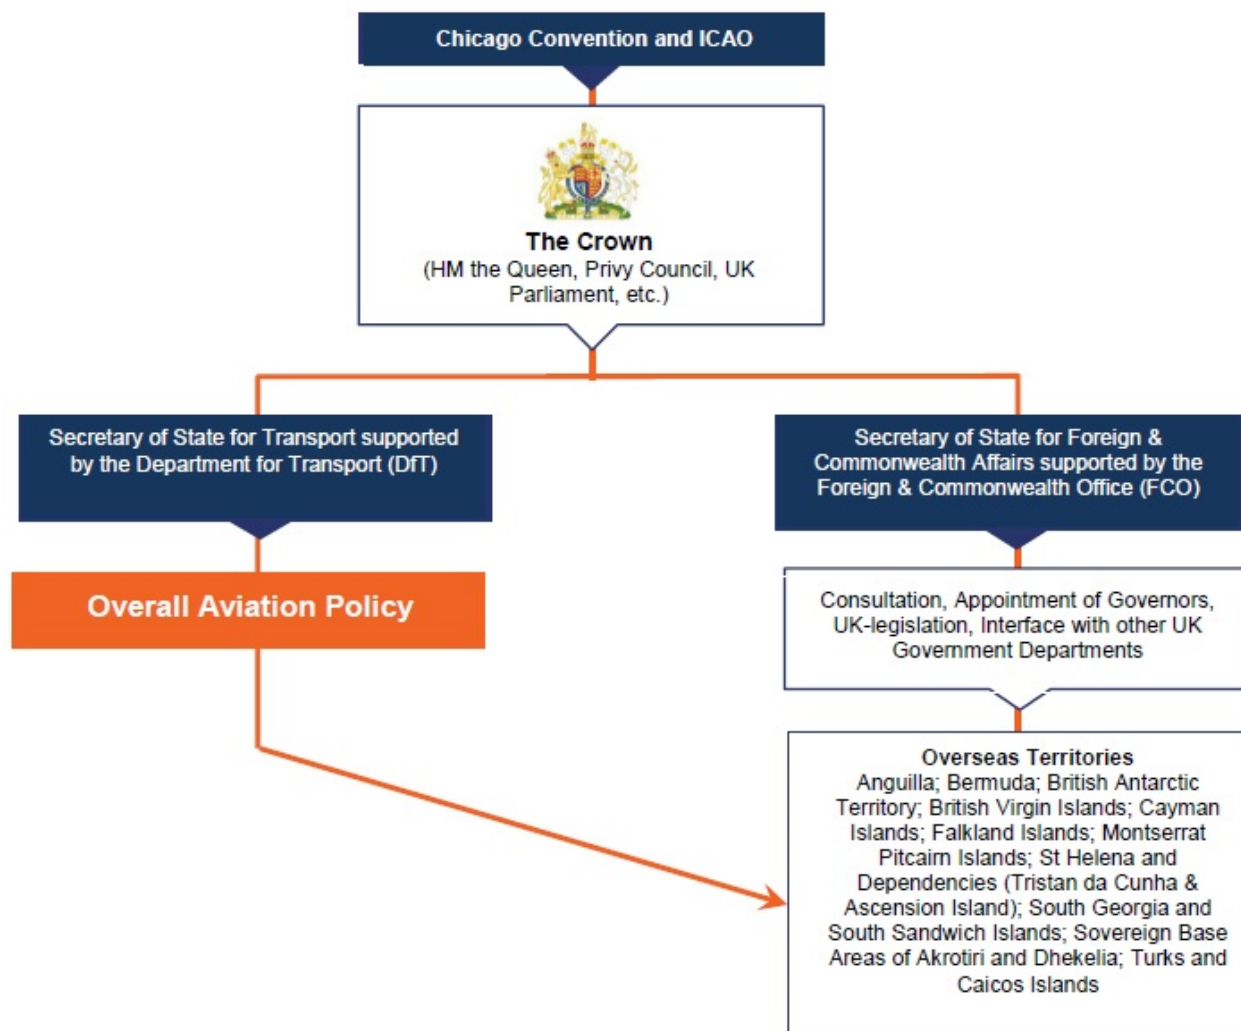 Chicago Convention and ICAO
The Crown
(HM the Queen, Privy Council, UK
Parliament, etc.)
Secretary of State for Transport supported
by the Department for Transport (DfT)
Secretary of State for Foreign &
Commonwealth Affairs supported by the
Foreign & Commonwealth Office (FCO)
Overall Aviation Policy
Consultation, Appointment of Governors,
UK-legislation, Interface with other UK
Government Departments
Overseas Territories
Anguilla; Bermuda; British Antarctic
Territory; British Virgin Islands; Cayman
Islands; Falkland Islands; Montserrat
Pitcairn Islands; St Helena and
Dependencies (Tristan da Cunha &
Ascension Island); South Georgia and
South Sandwich Islands; Sovereign Base
Areas of Akrotiri and Dhekelia; Turks and
Caicos Islands